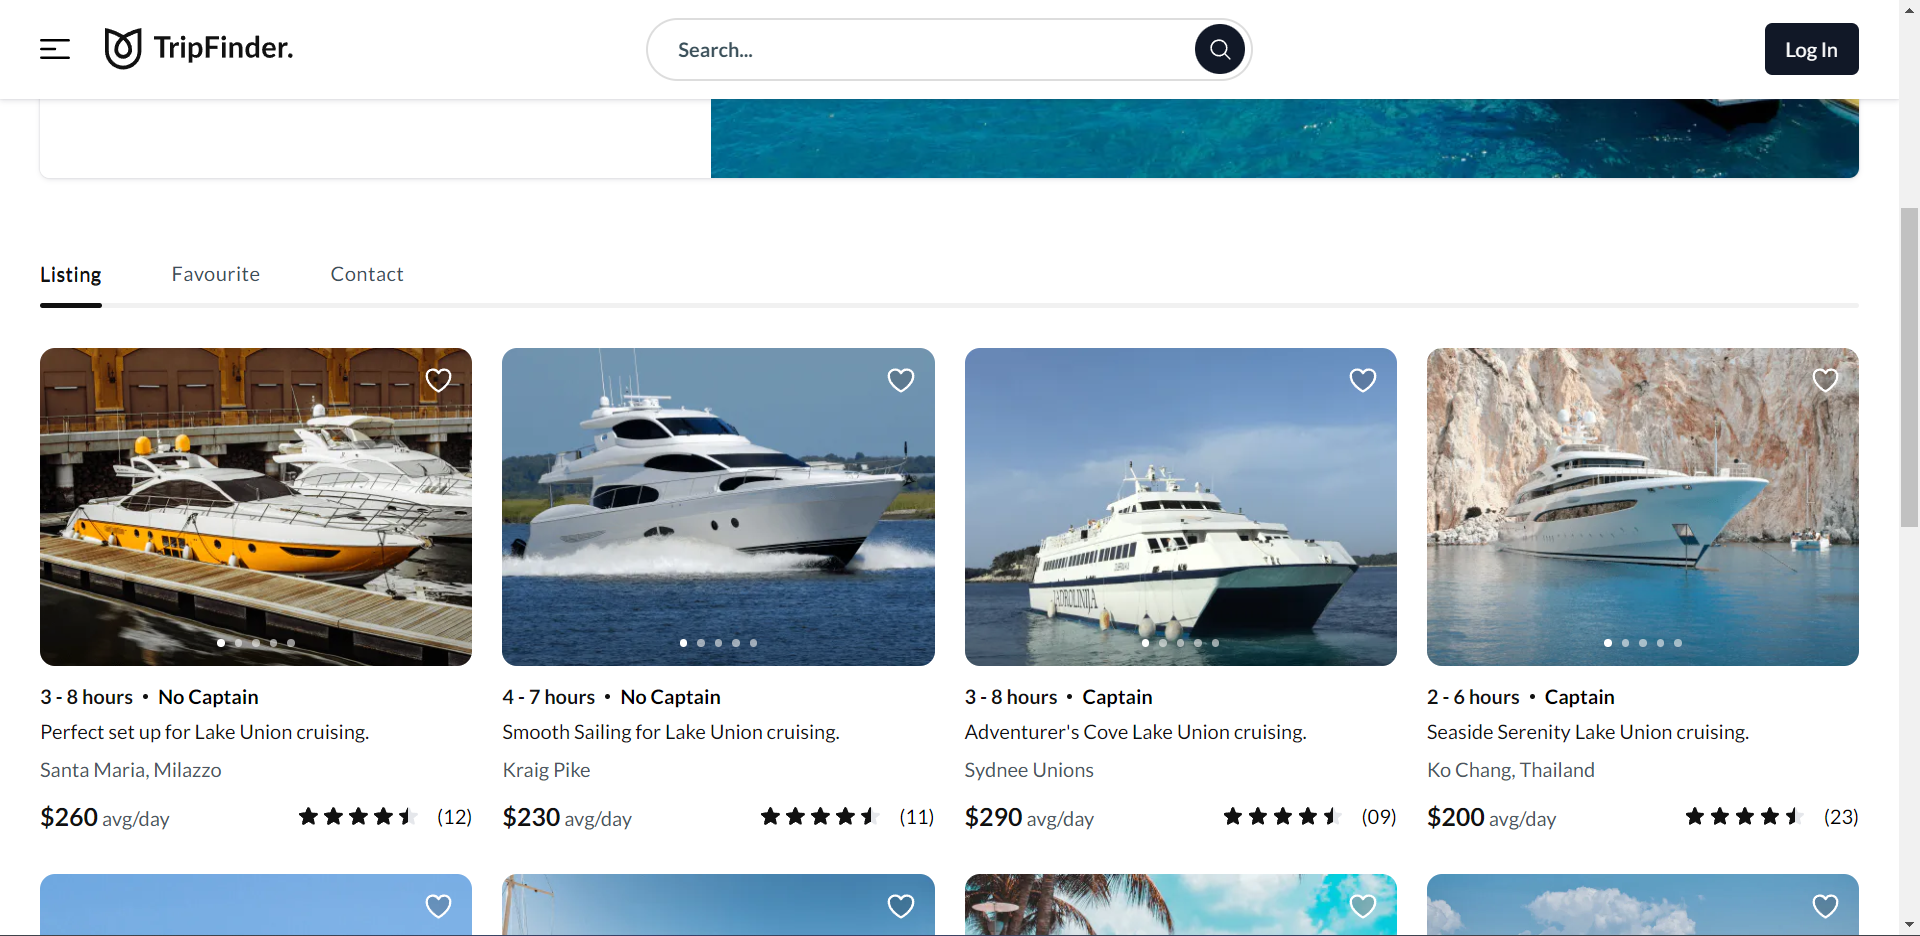 TripFinder.
Search...
Log In
Listing
Favourite
Contact
3 - 8 hours • No Captain
Perfect set up for Lake Union cruising.
Santa Maria, Milazzo
$260 avg/day
(12)
4 - 7 hours • No Captain
Smooth Sailing for Lake Union cruising.
Kraig Pike
$230 avg/day
(11)
JADROLINIJA
3 - 8 hours • Captain
Adventurer's Cove Lake Union cruising.
Sydnee Unions
$290 avg/day
(09)
2 - 6 hours • Captain
Seaside Serenity Lake Union cruising.
Ko Chang, Thailand
$200 avg/day
(23)